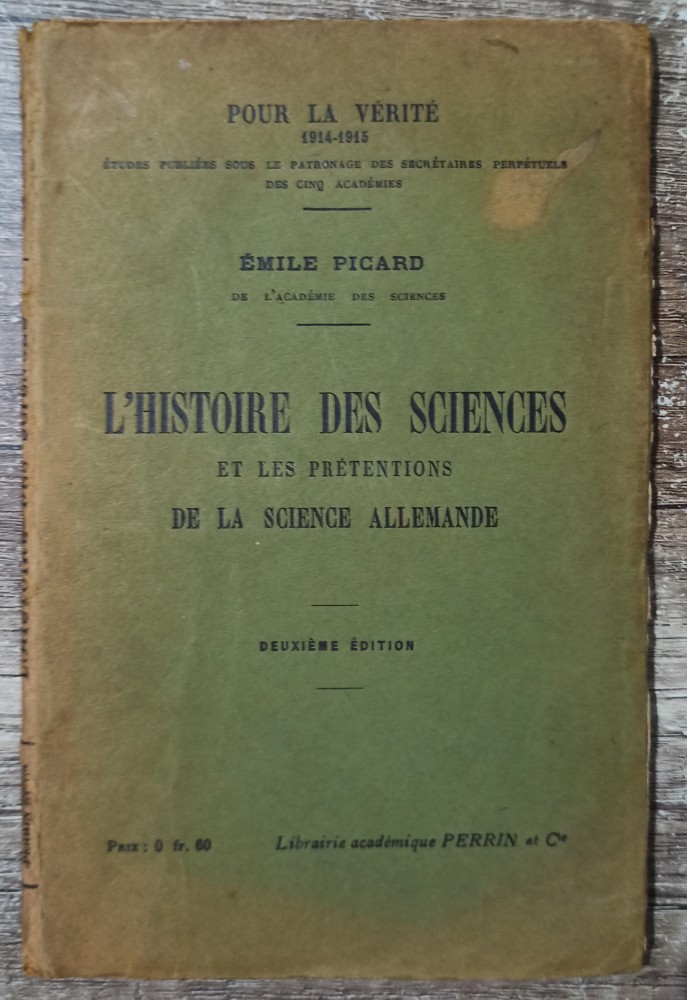 POUR LA VÉRITÉ
1914-1915
ÉTUDES PUBLIÉES SOUS LE PATRONAGE DES SECRÉTAIRES PERPÉTUELS
DES CINQ ACADÉMIES
ÉMILE PICARD
DE L'ACADÉMIE DES SCIENCES
L'HISTOIRE DES SCIENCES
ET LES PRÉTENTIONS
DE LA SCIENCE ALLEMANDE
DEUXIÈME ÉDITION
PRIX : 0 fr. 60 Librairie académique PERRIN et Cie